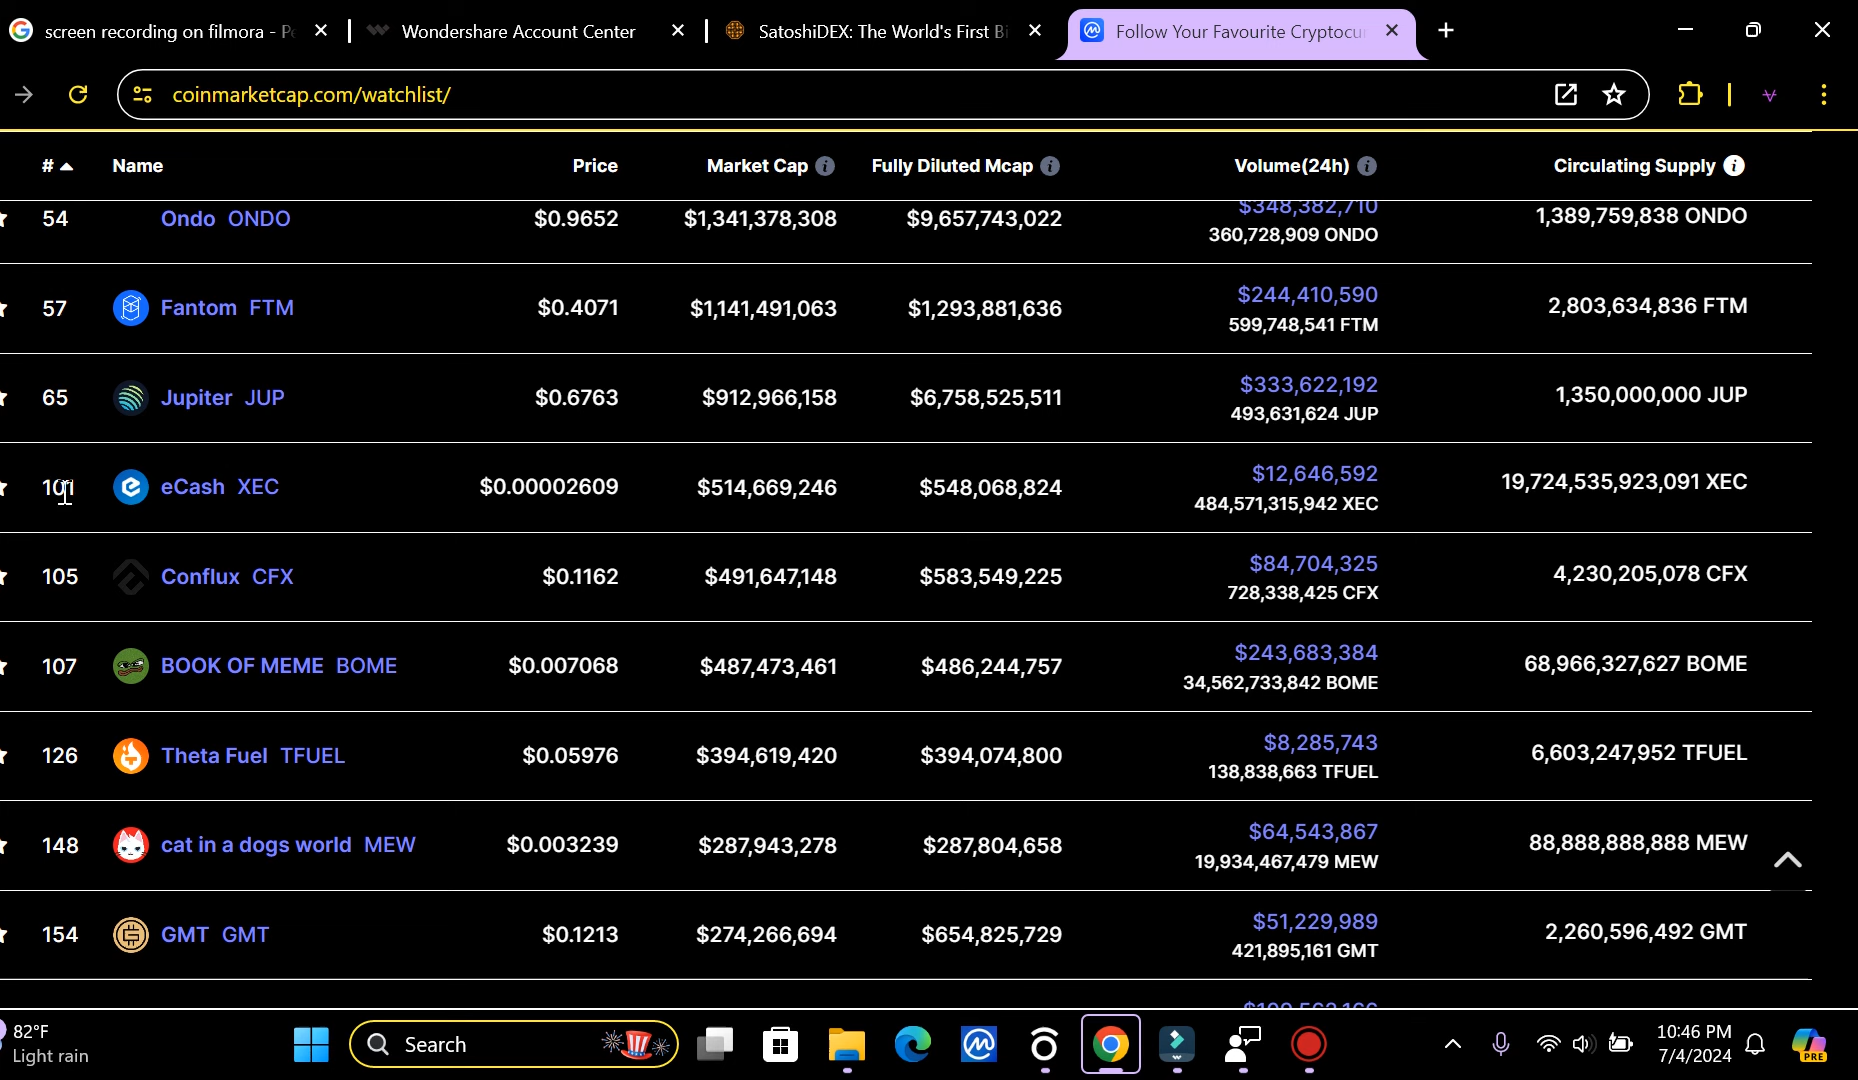 screen recording on filmora - P
Wondershare Account Center
SatoshiDEX: The World's First Bi
Follow Your Favourite Cryptocu
coinmarketcap.com/watchlist/
# Name Price Market Cap Fully Diluted Mcap Volume(24h) Circulating Supply
54 Ondo ONDO $0.9652 $1,341,378,308 $9,657,743,022 $348,382,710 1,389,759,838 ONDO
360,728,909 ONDO
57 Fantom FTM $0.4071 $1,141,491,063 $1,293,881,636 $244,410,590 2,803,634,836 FTM
599,748,541 FTM
65 Jupiter JUP $0.6763 $912,966,158 $6,758,525,511 $333,622,192 1,350,000,000 JUP
493,631,624 JUP
101 eCash XEC $0.00002609 $514,669,246 $548,068,824 $12,646,592 19,724,535,923,091 XEC
484,571,315,942 XEC
105 Conflux CFX $0.1162 $491,647,148 $583,549,225 $84,704,325 4,230,205,078 CFX
728,338,425 CFX
107 BOOK OF MEME BOME $0.007068 $487,473,461 $486,244,757 $243,683,384 68,966,327,627 BOME
34,562,733,842 BOME
126 Theta Fuel TFUEL $0.05976 $394,619,420 $394,074,800 $8,285,743 6,603,247,952 TFUEL
138,838,663 TFUEL
148 cat in a dogs world MEW $0.003239 $287,943,278 $287,804,658 $64,543,867 88,888,888,888 MEW
19,934,467,479 MEW
154 GMT GMT $0.1213 $274,266,694 $654,825,729 $51,229,989 2,260,596,492 GMT
421,895,161 GMT
82°F
Light rain
Search
10:46 PM
7/4/2024
PRE